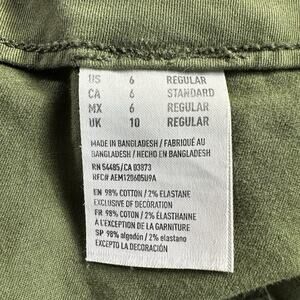 US 6 REGULAR
CA 6 STANDARD
MX 6 REGULAR
UK 10 REGULAR
MADE IN BANGLADESH / FABRIQUÉ AU
BANGLADESH / HECHO EN BANGLADESH
RN 54485/CA 03873
RFC# AEM120605U9A
EN 98% COTTON / 2% ELASTANE
EXCLUSIVE OF DECORATION
FR 98% COTON / 2% ÉLASTHANNE
À L'EXCEPTION DE LA GARNITURE
SP 98% algodón / 2% elastano
EXCEPTO LA DECORACIÓN